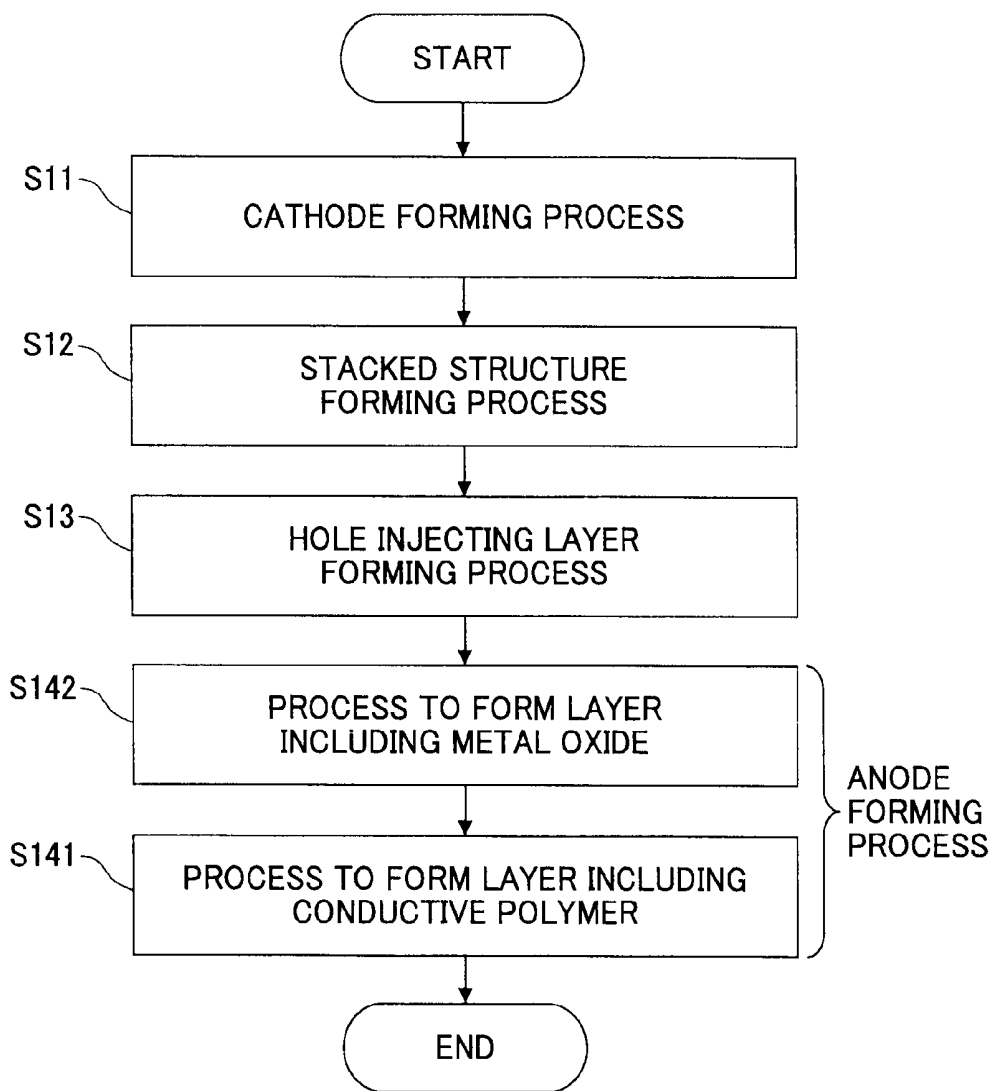 START
S11
CATHODE FORMING PROCESS
S12
STACKED STRUCTURE
FORMING PROCESS
S13
HOLE INJECTING LAYER
FORMING PROCESS
S142
PROCESS TO FORM LAYER
INCLUDING METAL OXIDE
ANODE
FORMING
PROCESS
S141
PROCESS TO FORM LAYER INCLUDING
CONDUCTIVE POLYMER
END